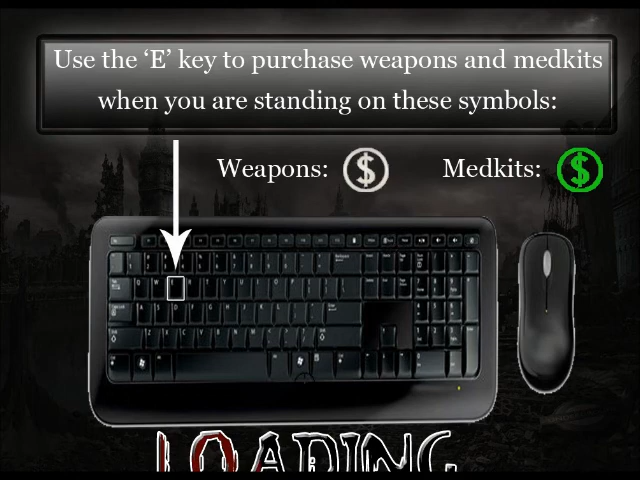 Use the ‘E’ key to purchase weapons and medkits
when you are standing on these symbols:
Weapons: $ Medkits: $
LOADING